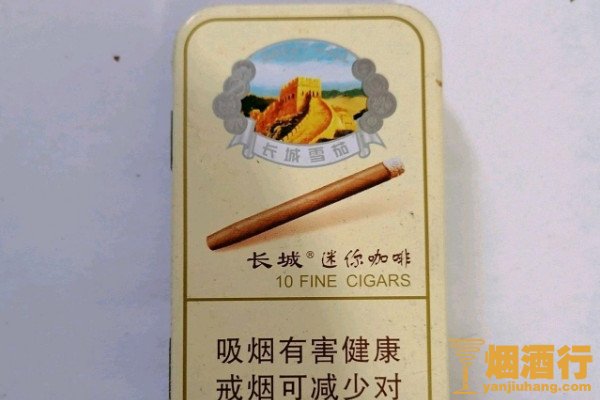 长城雪茄
长城® 迷你咖啡
10 FINE CIGARS
吸烟有害健康
戒烟可减少对
烟酒行
yanjiuhang.com